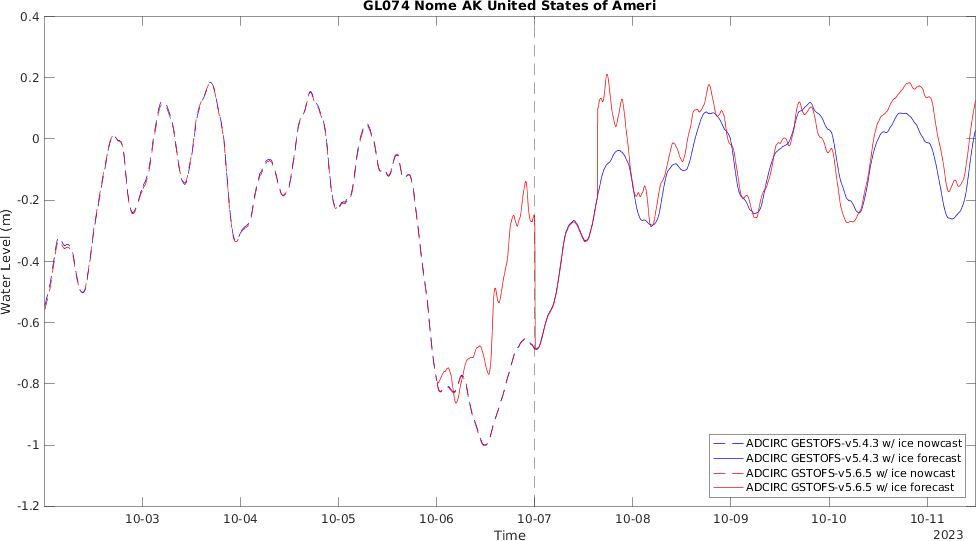 GL074 Nome AK United States of Ameri
0.4
0.2
0
-0.2
-0.4
-0.6
-0.8
-1
-1.2
Water Level (m)
ADCIRC GESTOFS-v5.4.3 w/ ice nowcast
ADCIRC GESTOFS-v5.4.3 w/ ice forecast
ADCIRC GSTOFS-v5.6.5 w/ ice nowcast
ADCIRC GSTOFS-v5.6.5 w/ ice forecast
10-03 10-04 10-05 10-06 10-07 10-08 10-09 10-10 10-11
Time 2023